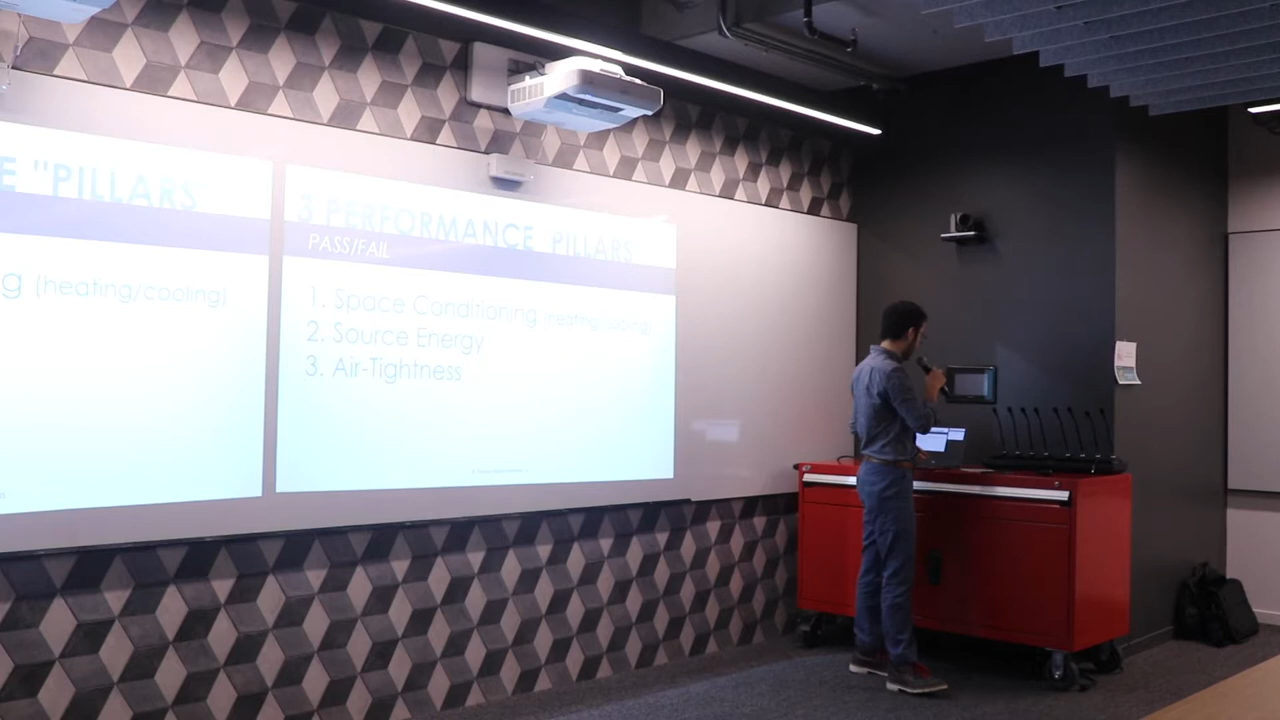 E "PILLARS
g (heating/cooling)
3 PERFORMANCE "PILLARS
PASS/FAIL
1. Space Conditioning (heating/cooling)
2. Source Energy
3. Air-Tightness